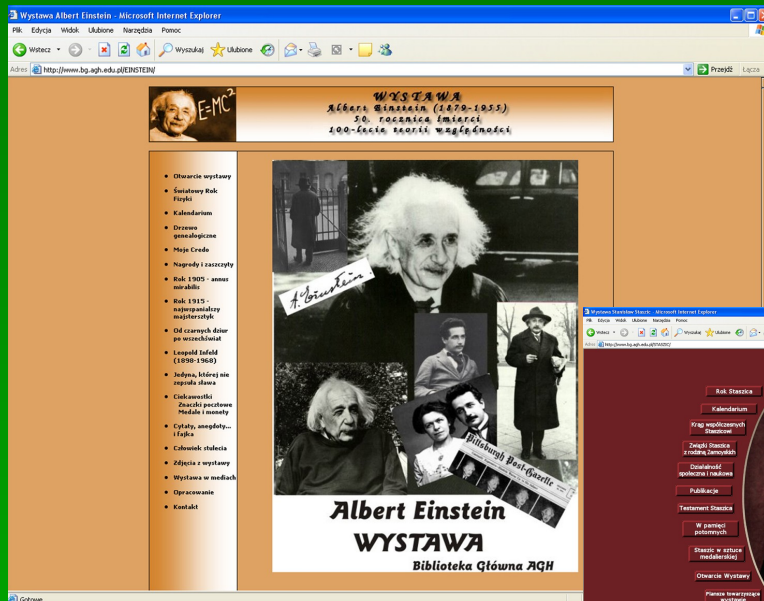 Wystawa Albert Einstein - Microsoft Internet Explorer
Plik Edycja Widok Ulubione Narzędzia Pomoc
Wstecz Wyszukaj Ulubione
Adres http://www.bg.agh.edu.pl/EINSTEIN/ Przejdź Łącza
E=MC²
WYSTAWA
Albert Einstein (1879-1955)
50. rocznica śmierci
100-lecie teorii względności
Otwarcie wystawy
Światowy Rok
Fizyki
Kalendarium
Drzewo
genealogiczne
Moje Credo
Nagrody i zaszczyty
Rok 1905 - annus
mirabilis
Rok 1915 -
najwspanialszy
majstersztyk
Od czarnych dziur
po wszechświat
Leopold Infeld
(1898-1968)
Jedyna, której nie
zepsuła sława
Ciekawostki
Znaczki pocztowe
Medale i monety
Cytaty, anegdoty...
i fajka
Człowiek stulecia
Zdjęcia z wystawy
Wystawa w mediach
Opracowanie
Kontakt
A. Einstein.
Pittsburgh Post-Gazette
Albert Einstein
WYSTAWA
Biblioteka Główna AGH
Gotowe
Wystawa Stanisław Staszic - Microsoft Internet Explorer
Plik Edycja Widok Ulubione Narzędzia Pomoc
Wstecz Wyszukaj Ulubione
Adres http://www.bg.agh.edu.pl/STASZIC/
Rok Staszica
Kalendarium
Krąg współczesnych
Staszicowi
Związki Staszica
z rodziną Zamoyskich
Działalność
społeczna i naukowa
Publikacje
Testament Staszica
W pamięci
potomnych
Staszic w sztuce
medalierskiej
Otwarcie Wystawy
Plansze towarzyszące
wystawie